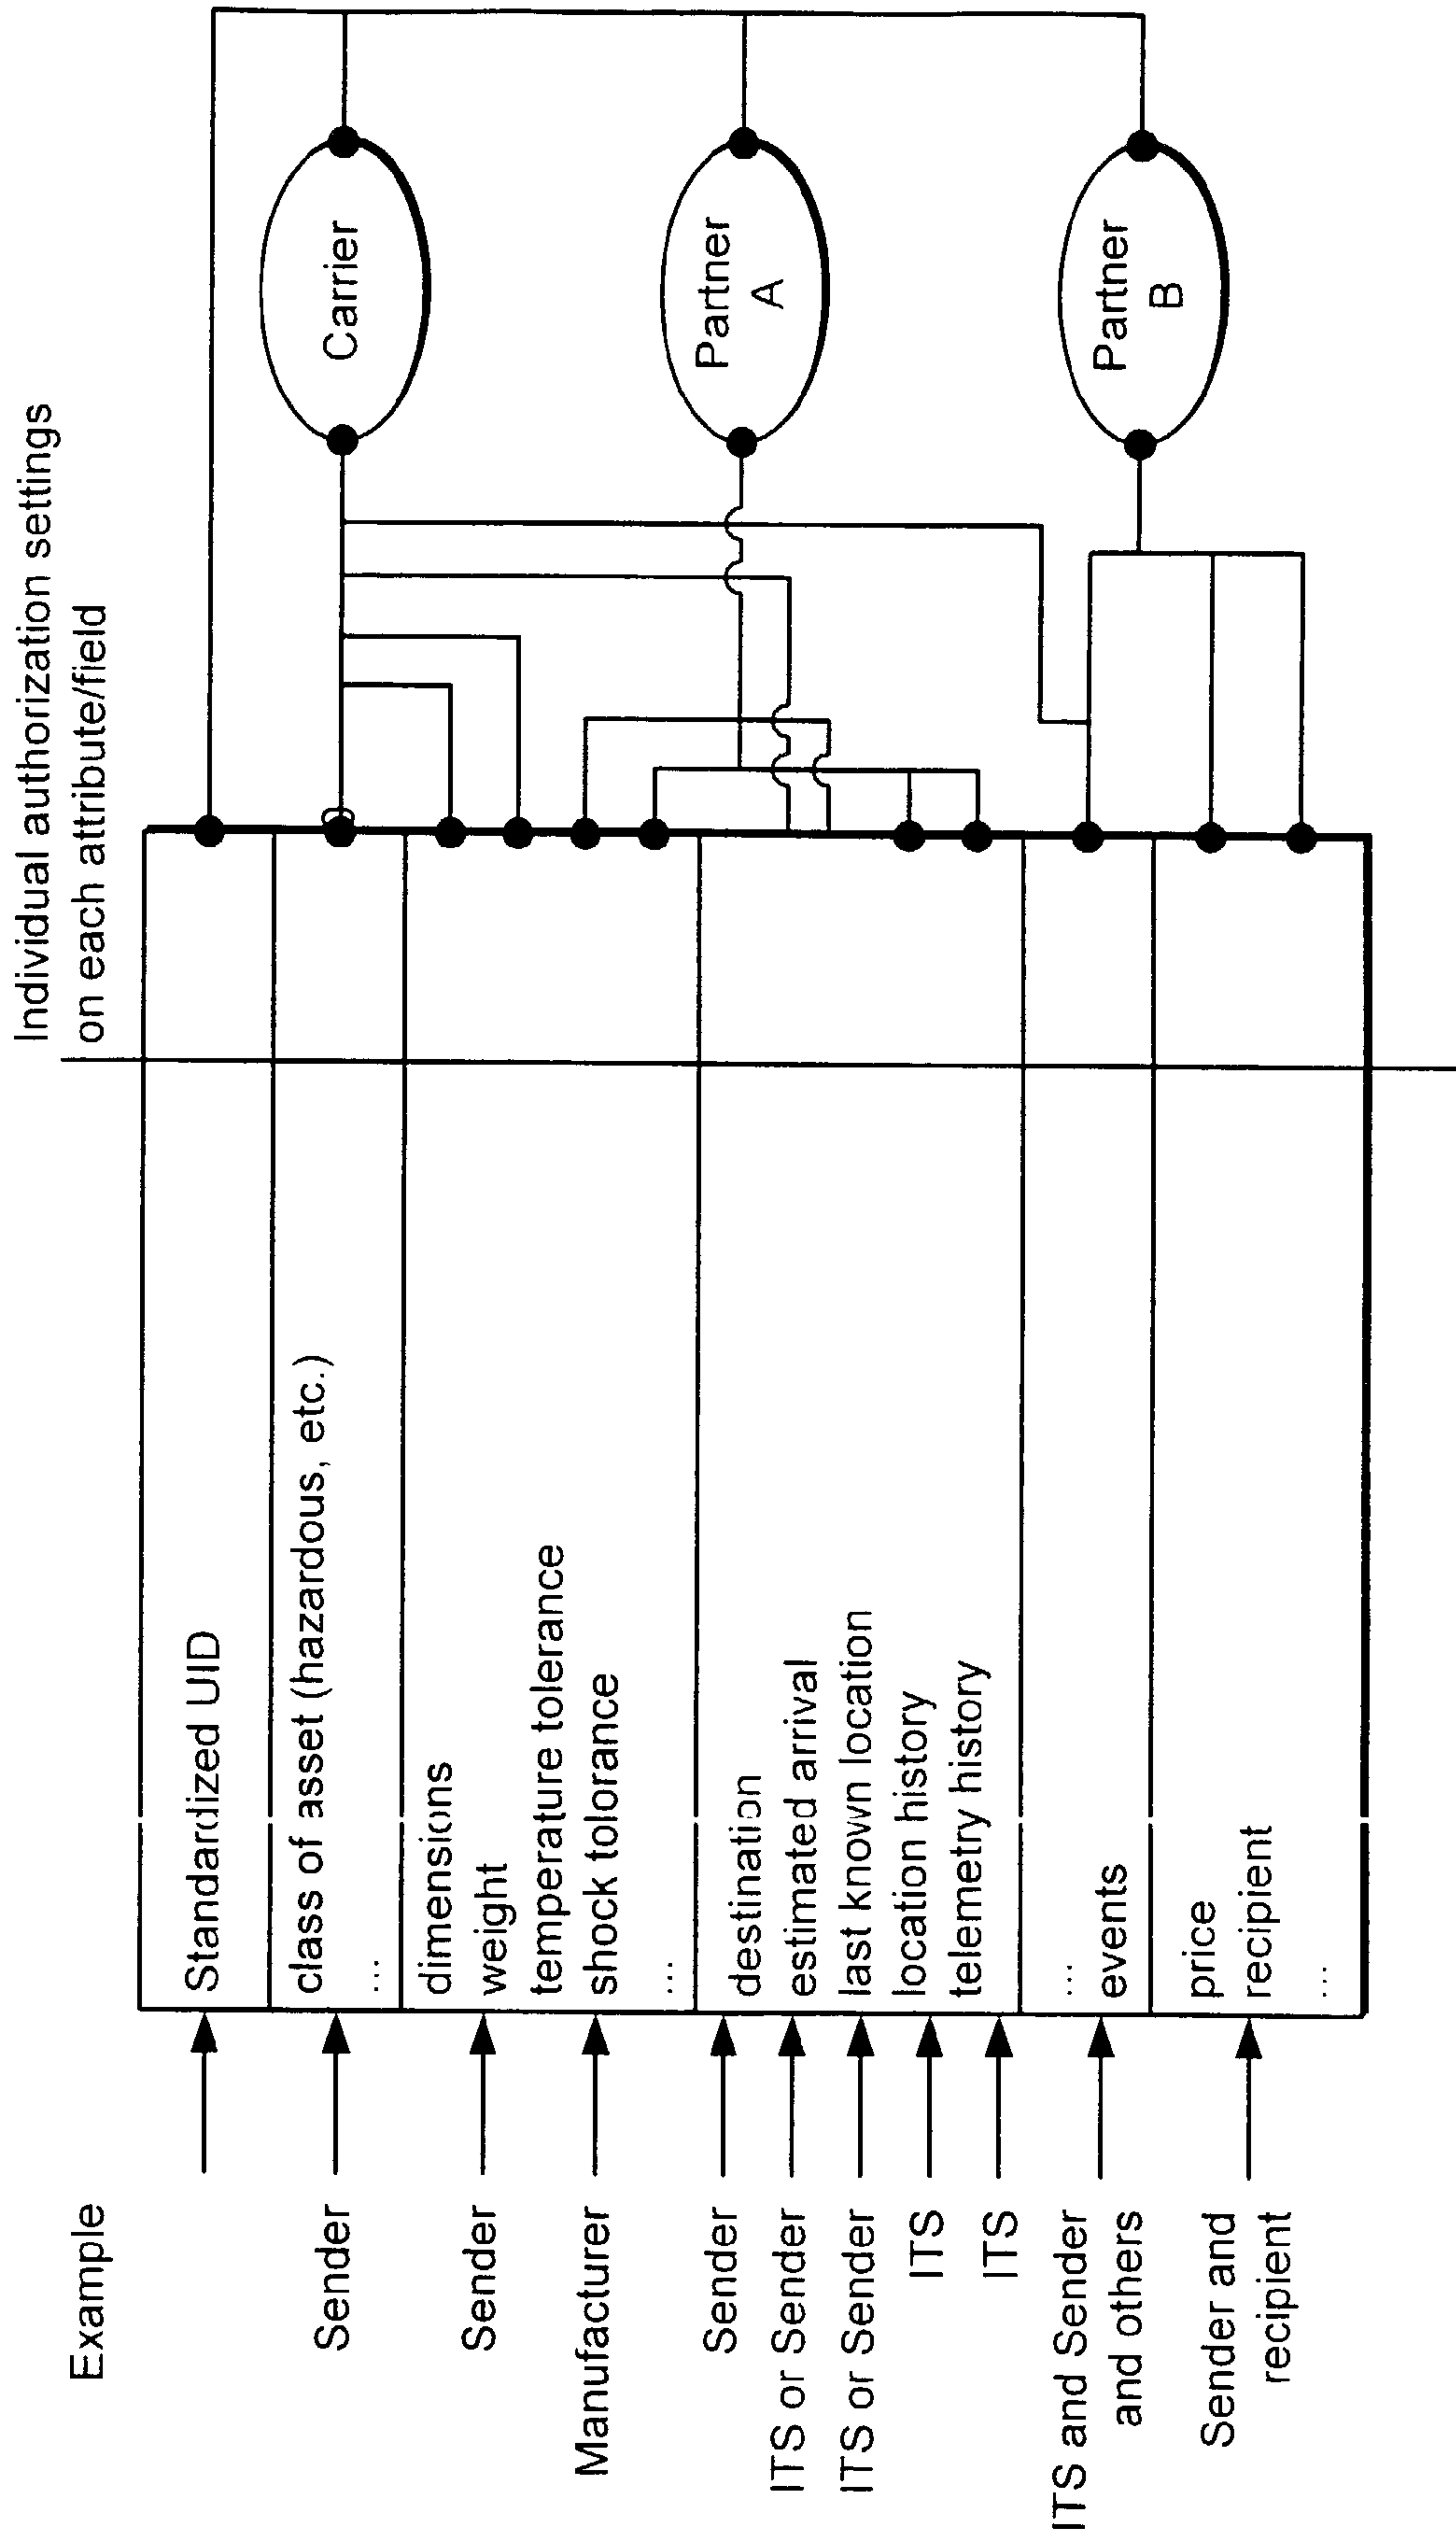 Example
Individual authorization settings
on each attribute/field
Standardized UID
Sender
class of asset (hazardous, etc.)
...
Sender
dimensions
weight
Manufacturer
temperature tolerance
shock tolorance
...
Sender
destination
ITS or Sender
estimated arrival
ITS or Sender
last known location
ITS
location history
ITS
telemetry history
...
ITS and Sender
and others
events
Sender and
recipient
price
recipient
...
Carrier
Partner
A
Partner
B